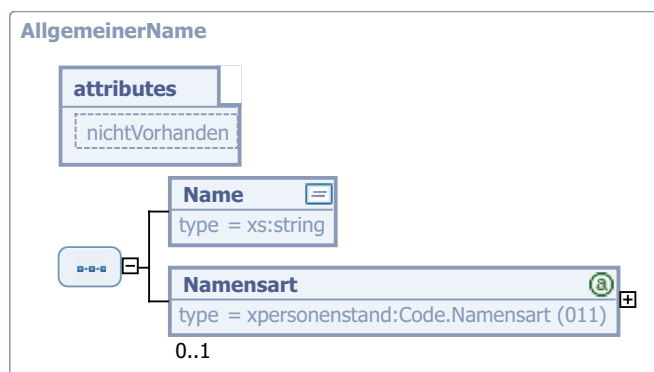 AllgemeinerName
attributes
nichtVorhanden
Name
type = xs:string
Namensart
type = xpersonenstand:Code.Namensart (011)
0..1